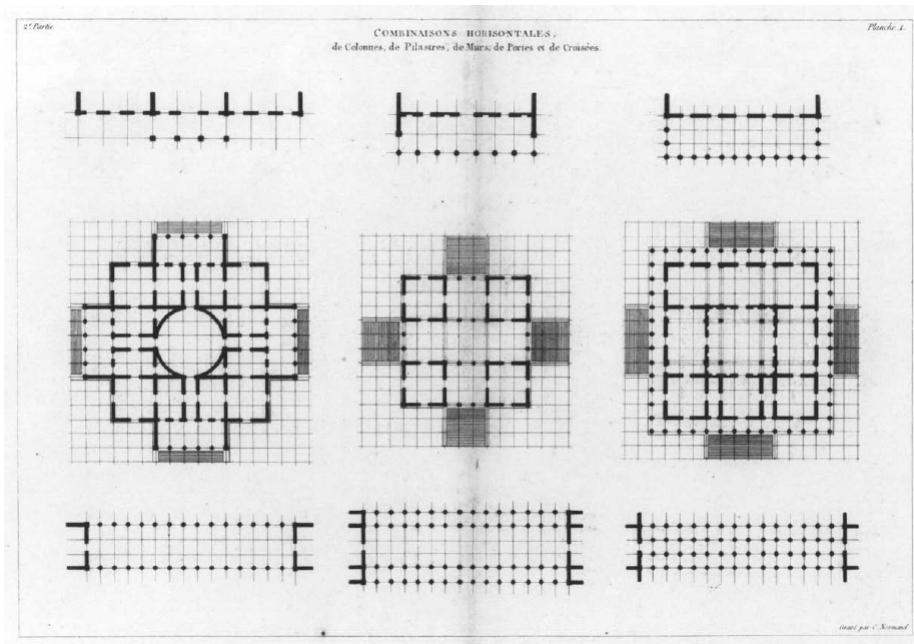 2.e Partie.
Planche 1.
COMBINAISONS HORISONTALES,
de Colonnes, de Pilastres, de Murs, de Portes et de Croisées.
Gravé par C. Normand